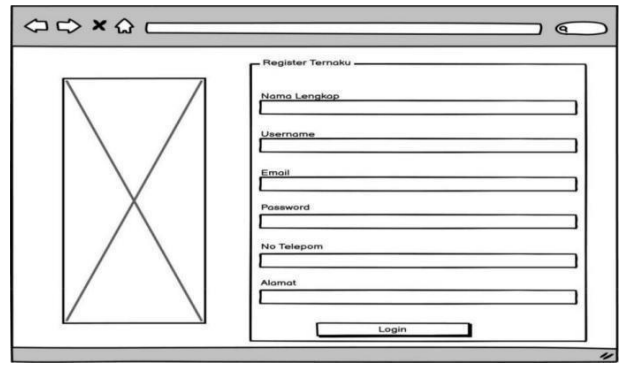 Register Ternaku
Nama Lengkap
Username
Email
Password
No Telepom
Alamat
Login